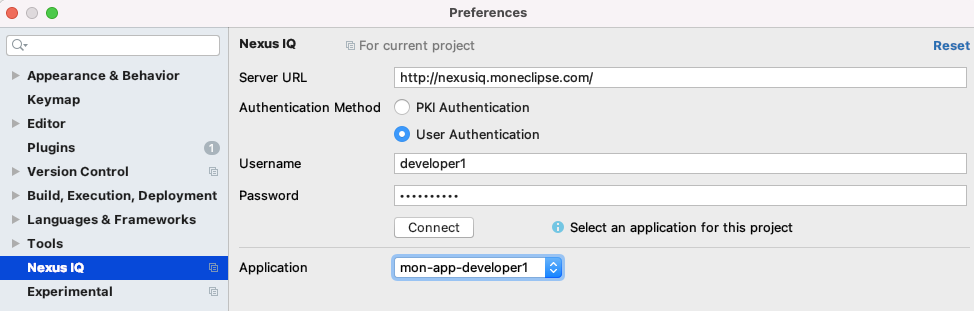 Preferences
Nexus IQ For current project Reset
Appearance & Behavior
Keymap
Editor
Plugins 1
Version Control
Build, Execution, Deployment
Languages & Frameworks
Tools
Nexus IQ
Experimental
Server URL http://nexusiq.moneclipse.com/
Authentication Method PKI Authentication
User Authentication
Username developer1
Password ••••••••••
Connect Select an application for this project
Application mon-app-developer1